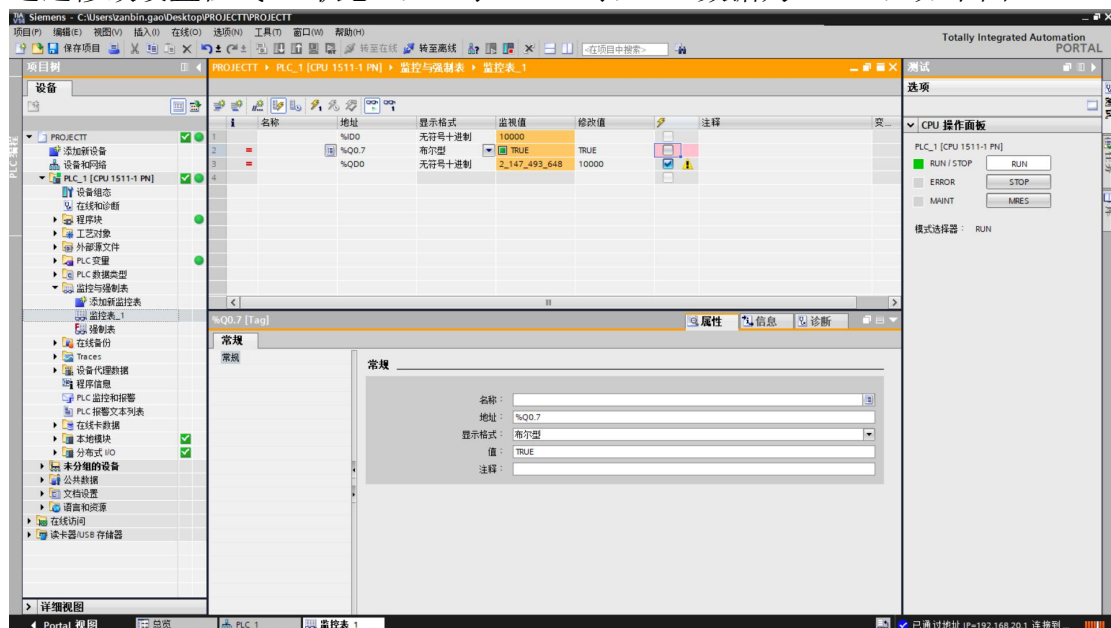 Siemens - C:\Users\zanbin.gao\Desktop\PROJECTT\PROJECTT
项目(P) 编辑(E) 视图(V) 插入(I) 在线(O) 选项(N) 工具(T) 窗口(W) 帮助(H)
Totally Integrated Automation
PORTAL
保存项目 转至在线 转至离线 <在项目中搜索>
项目树
PROJECTT ▸ PLC_1 [CPU 1511-1 PN] ▸ 监控与强制表 ▸ 监控表_1
测试
设备
选项
i 名称 地址 显示格式 监视值 修改值 注释 变...
1 %ID0 无符号十进制 10000
2 %Q0.7 布尔型 TRUE TRUE
3 %QD0 无符号十进制 2_147_493_648 10000
4
PROJECTT
添加新设备
设备和网络
PLC_1 [CPU 1511-1 PN]
设备组态
在线和诊断
程序块
工艺对象
外部源文件
PLC 变量
PLC 数据类型
监控与强制表
添加新监控表
监控表_1
强制表
在线备份
Traces
设备代理数据
程序信息
PLC 监控和报警
PLC 报警文本列表
在线卡数据
本地模块
分布式 I/O
未分组的设备
公共数据
文档设置
语言和资源
在线访问
读卡器/USB 存储器
CPU 操作面板
PLC_1 [CPU 1511-1 PN]
RUN / STOP RUN
ERROR STOP
MAINT MRES
模式选择器： RUN
%Q0.7 [Tag]
属性 信息 诊断
常规
常规
常规
名称：
地址： %Q0.7
显示格式： 布尔型
值： TRUE
注释：
详细视图
Portal 视图 总览 PLC_1 监控表_1
已通过地址 IP=192.168.20.1 连接到...